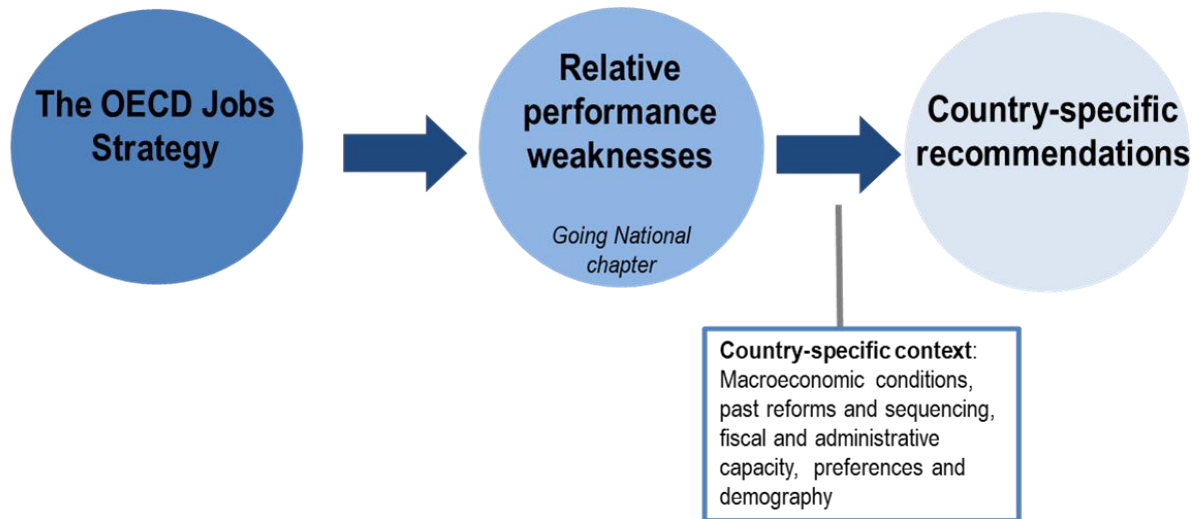 The OECD Jobs
Strategy
Relative
performance
weaknesses
Going National
chapter
Country-specific
recommendations
Country-specific context:
Macroeconomic conditions,
past reforms and sequencing,
fiscal and administrative
capacity, preferences and
demography